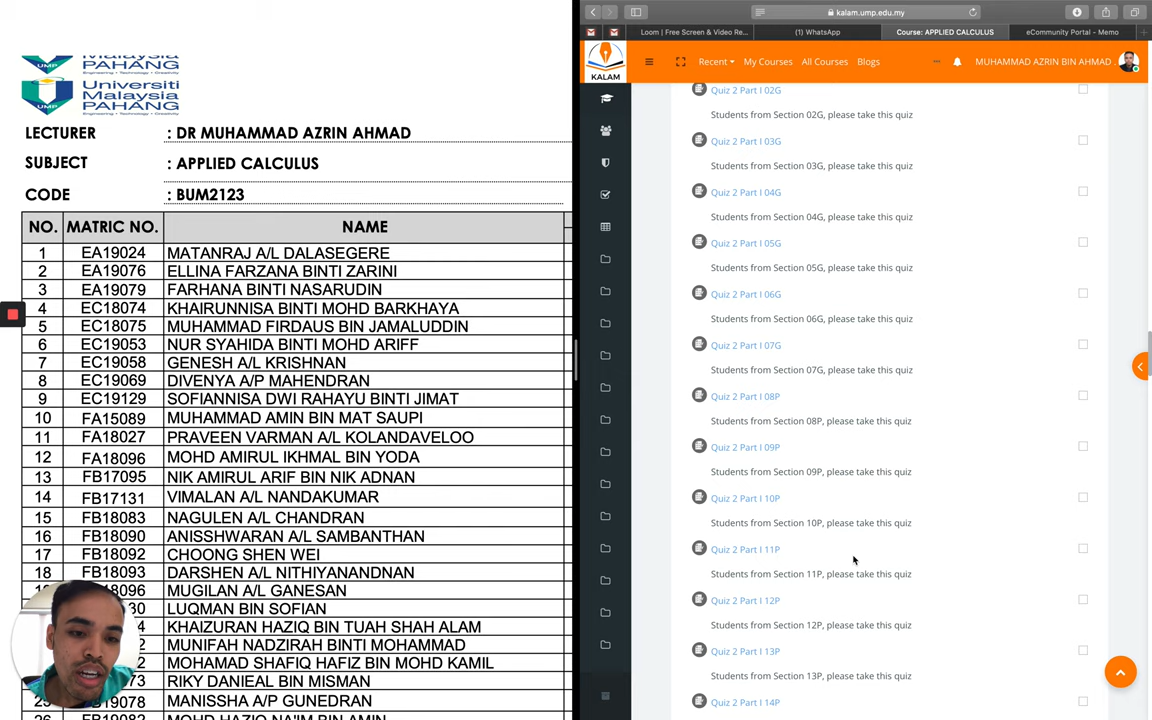 Malaysia
PAHANG
Engineering • Technology • Creativity
Universiti
Malaysia
PAHANG
Engineering • Technology • Creativity
LECTURER : DR MUHAMMAD AZRIN AHMAD
SUBJECT : APPLIED CALCULUS
CODE : BUM2123
NO. MATRIC NO. NAME
1 EA19024 MATANRAJ A/L DALASEGERE
2 EA19076 ELLINA FARZANA BINTI ZARINI
3 EA19079 FARHANA BINTI NASARUDIN
4 EC18074 KHAIRUNNISA BINTI MOHD BARKHAYA
5 EC18075 MUHAMMAD FIRDAUS BIN JAMALUDDIN
6 EC19053 NUR SYAHIDA BINTI MOHD ARIFF
7 EC19058 GENESH A/L KRISHNAN
8 EC19069 DIVENYA A/P MAHENDRAN
9 EC19129 SOFIANNISA DWI RAHAYU BINTI JIMAT
10 FA15089 MUHAMMAD AMIN BIN MAT SAUPI
11 FA18027 PRAVEEN VARMAN A/L KOLANDAVELOO
12 FA18096 MOHD AMIRUL IKHMAL BIN YODA
13 FB17095 NIK AMIRUL ARIF BIN NIK ADNAN
14 FB17131 VIMALAN A/L NANDAKUMAR
15 FB18083 NAGULEN A/L CHANDRAN
16 FB18090 ANISSHWARAN A/L SAMBANTHAN
17 FB18092 CHOONG SHEN WEI
18 FB18093 DARSHEN A/L NITHIYANANDNAN
MUGILAN A/L GANESAN
LUQMAN BIN SOFIAN
KHAIZURAN HAZIQ BIN TUAH SHAH ALAM
MUNIFAH NADZIRAH BINTI MOHAMMAD
MOHAMAD SHAFIQ HAFIZ BIN MOHD KAMIL
RIKY DANIEAL BIN MISMAN
MANISSHA A/P GUNEDRAN
MOHD HAZIQ NA'IM BIN AMIN
kalam.ump.edu.my
Loom | Free Screen & Video Re... (1) WhatsApp Course: APPLIED CALCULUS eCommunity Portal - Memo
KALAM Recent My Courses All Courses Blogs ... MUHAMMAD AZRIN BIN AHMAD
Quiz 2 Part I 02G
Students from Section 02G, please take this quiz
Quiz 2 Part I 03G
Students from Section 03G, please take this quiz
Quiz 2 Part I 04G
Students from Section 04G, please take this quiz
Quiz 2 Part I 05G
Students from Section 05G, please take this quiz
Quiz 2 Part I 06G
Students from Section 06G, please take this quiz
Quiz 2 Part I 07G
Students from Section 07G, please take this quiz
Quiz 2 Part I 08P
Students from Section 08P, please take this quiz
Quiz 2 Part I 09P
Students from Section 09P, please take this quiz
Quiz 2 Part I 10P
Students from Section 10P, please take this quiz
Quiz 2 Part I 11P
Students from Section 11P, please take this quiz
Quiz 2 Part I 12P
Students from Section 12P, please take this quiz
Quiz 2 Part I 13P
Students from Section 13P, please take this quiz
Quiz 2 Part I 14P